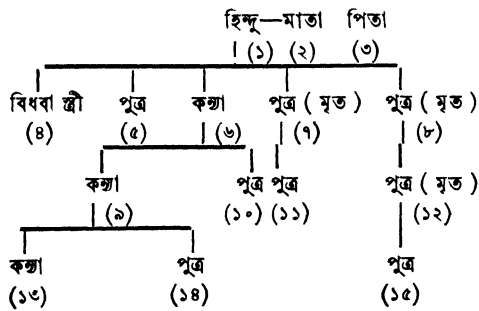 হিন্দু—মাতা পিতা
(১) (২) (৩)
বিধবা স্ত্রী পুত্র কন্যা পুত্র ( মৃত ) পুত্র ( মৃত )
(৪) (৫) (৬) (৭) (৮)
কন্যা পুত্র পুত্র পুত্র ( মৃত )
(৯) (১০) (১১) (১২)
কন্যা পুত্র পুত্র
(১৩) (১৪) (১৫)